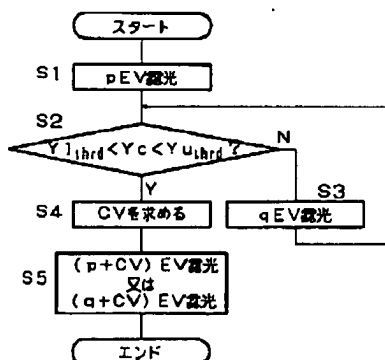 スタート
S1
pEV露光
S2
Ylthrd<Yc<Yuthrd?
N
Y
S3
qEV露光
S4
CVを求める
S5
(p+CV) EV露光
又は
(q+CV) EV露光
エンド